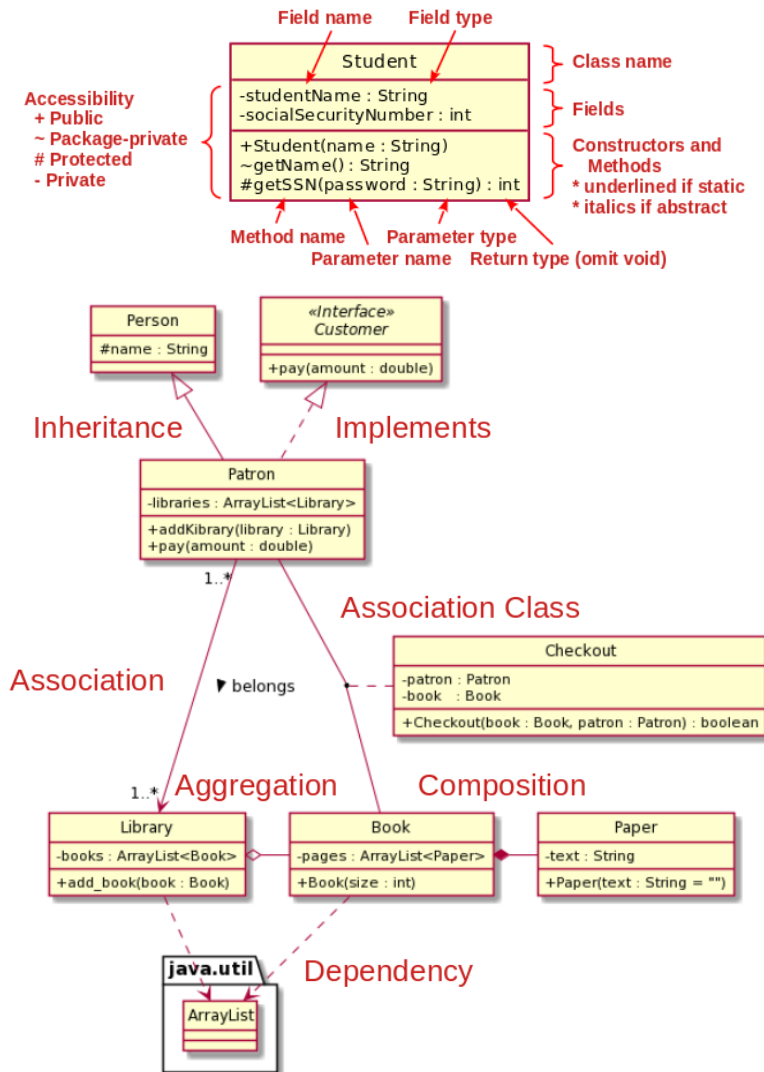 Field name
Field type
Student
Class name
-studentName : String
-socialSecurityNumber : int
Fields
Accessibility
+ Public
~ Package-private
# Protected
- Private
+Student(name : String)
~getName() : String
#getSSN(password : String) : int
Constructors and
Methods
* underlined if static
* italics if abstract
Method name
Parameter type
Parameter name
Return type (omit void)
Person
#name : String
«Interface»
Customer
+pay(amount : double)
Inheritance
Implements
Patron
-libraries : ArrayList<Library>
+addKibrary(library : Library)
+pay(amount : double)
1..*
Association Class
Checkout
-patron : Patron
-book : Book
+Checkout(book : Book, patron : Patron) : boolean
Association
belongs
1..*
Aggregation
Composition
Library
-books : ArrayList<Book>
+add_book(book : Book)
Book
-pages : ArrayList<Paper>
+Book(size : int)
Paper
-text : String
+Paper(text : String = "")
java.util
Dependency
ArrayList